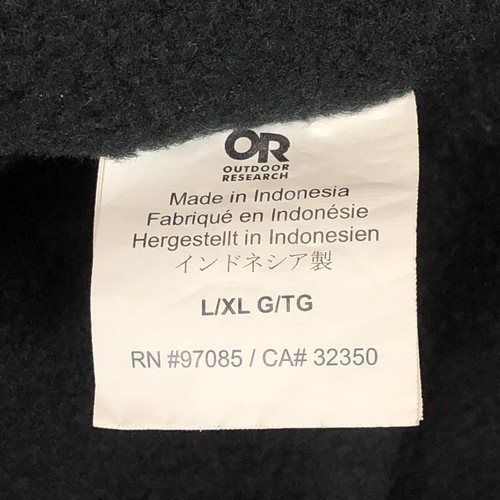 OR
OUTDOOR
RESEARCH
Made in Indonesia
Fabriqué en Indonésie
Hergestellt in Indonesien
インドネシア製
L/XL G/TG
RN #97085 / CA# 32350